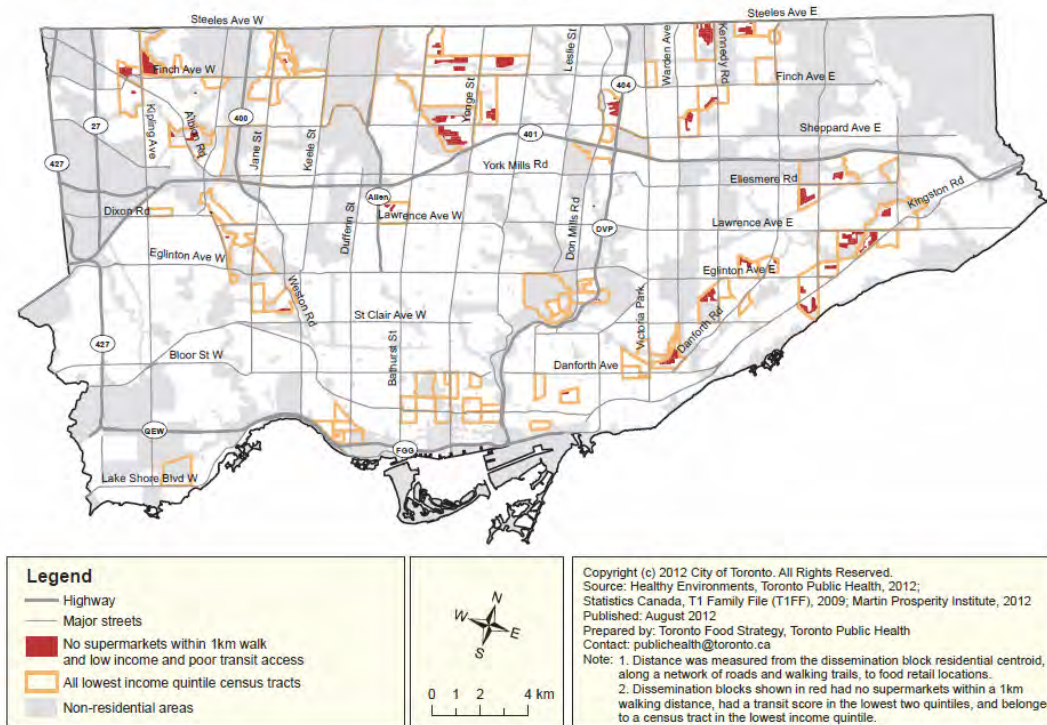 Steeles Ave W
Steeles Ave E
Finch Ave W
Kipling Ave
Albion Rd
27
427
400
Jane St
Keele St
Yonge St
Leslie St
404
Warden Ave
Kennedy Rd
Finch Ave E
Sheppard Ave E
401
York Mills Rd
Ellesmere Rd
Kingston Rd
Dixon Rd
Allen
Lawrence Ave W
Lawrence Ave E
Dufferin St
Don Mills Rd
DVP
Eglinton Ave W
Eglinton Ave E
Weston Rd
St Clair Ave W
Victoria Park
Danforth Rd
427
Bloor St W
Bathurst St
Danforth Ave
QEW
FGG
Lake Shore Blvd W
Legend
Highway
Major streets
No supermarkets within 1km walk
and low income and poor transit access
All lowest income quintile census tracts
Non-residential areas
N
W
E
S
0 1 2 4 km
Copyright (c) 2012 City of Toronto. All Rights Reserved.
Source: Healthy Environments, Toronto Public Health, 2012;
Statistics Canada, T1 Family File (T1FF), 2009; Martin Prosperity Institute, 2012
Published: August 2012
Prepared by: Toronto Food Strategy, Toronto Public Health
Contact: publichealth@toronto.ca
Note: 1. Distance was measured from the dissemination block residential centroid,
along a network of roads and walking trails, to food retail locations.
2. Dissemination blocks shown in red had no supermarkets within a 1km
walking distance, had a transit score in the lowest two quintiles, and belonge
to a census tract in the lowest income quintile.